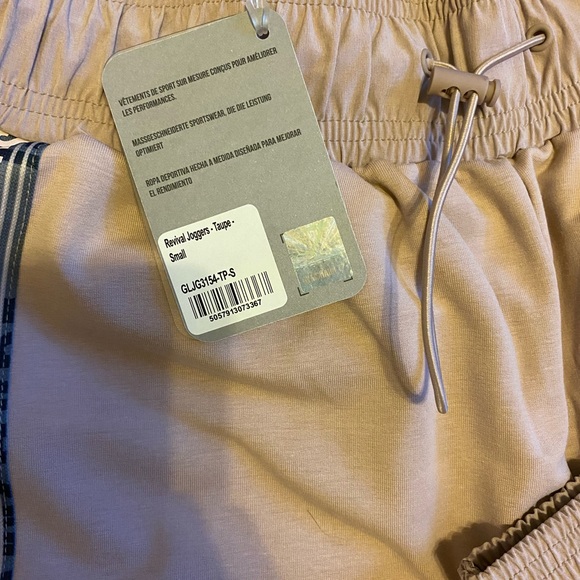 VÊTEMENTS DE SPORT SUR MESURE CONÇUS POUR AMÉLIORER
LES PERFORMANCES.
MASSGESCHNEIDERTE SPORTSWEAR, DIE DIE LEISTUNG
OPTIMIERT
ROPA DEPORTIVA HECHA A MEDIDA DISEÑADA PARA MEJORAR
EL RENDIMIENTO
Revival Joggers - Taupe -
Small
GLJG3154-TP-S
5057913073367